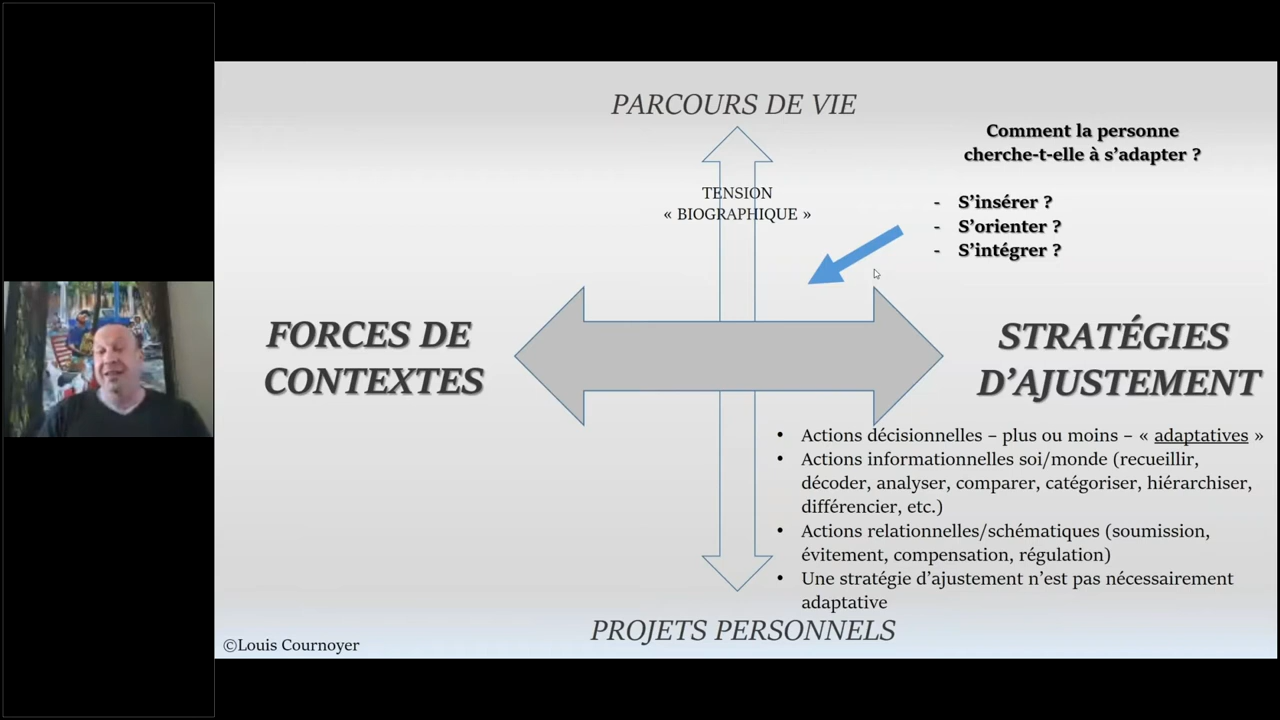 PARCOURS DE VIE
Comment la personne
cherche-t-elle à s’adapter ?
TENSION
« BIOGRAPHIQUE »
- S’insérer ?
- S’orienter ?
- S’intégrer ?
FORCES DE
CONTEXTES
STRATÉGIES
D’AJUSTEMENT
• Actions décisionnelles – plus ou moins – « adaptatives »
• Actions informationnelles soi/monde (recueillir,
décoder, analyser, comparer, catégoriser, hiérarchiser,
différencier, etc.)
• Actions relationnelles/schématiques (soumission,
évitement, compensation, régulation)
• Une stratégie d’ajustement n’est pas nécessairement
adaptative
PROJETS PERSONNELS
©Louis Cournoyer